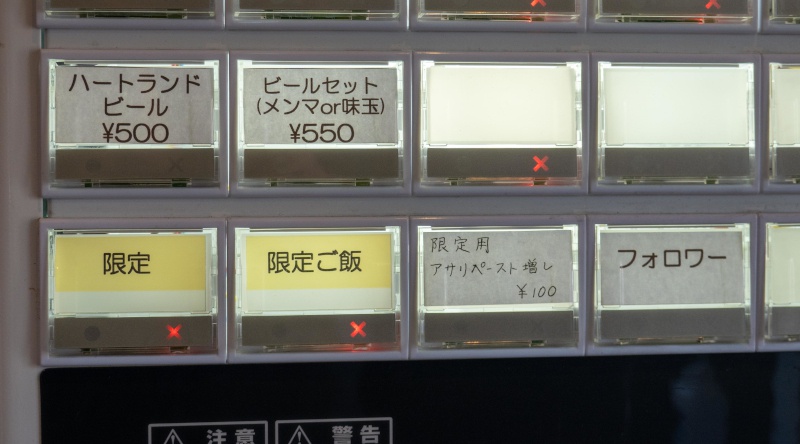 ハートランド
ビール
¥500
ビールセット
(メンマor味玉)
¥550
限定
限定ご飯
限定用
アサリペースト増し
¥100
フォロワー
注意
警告